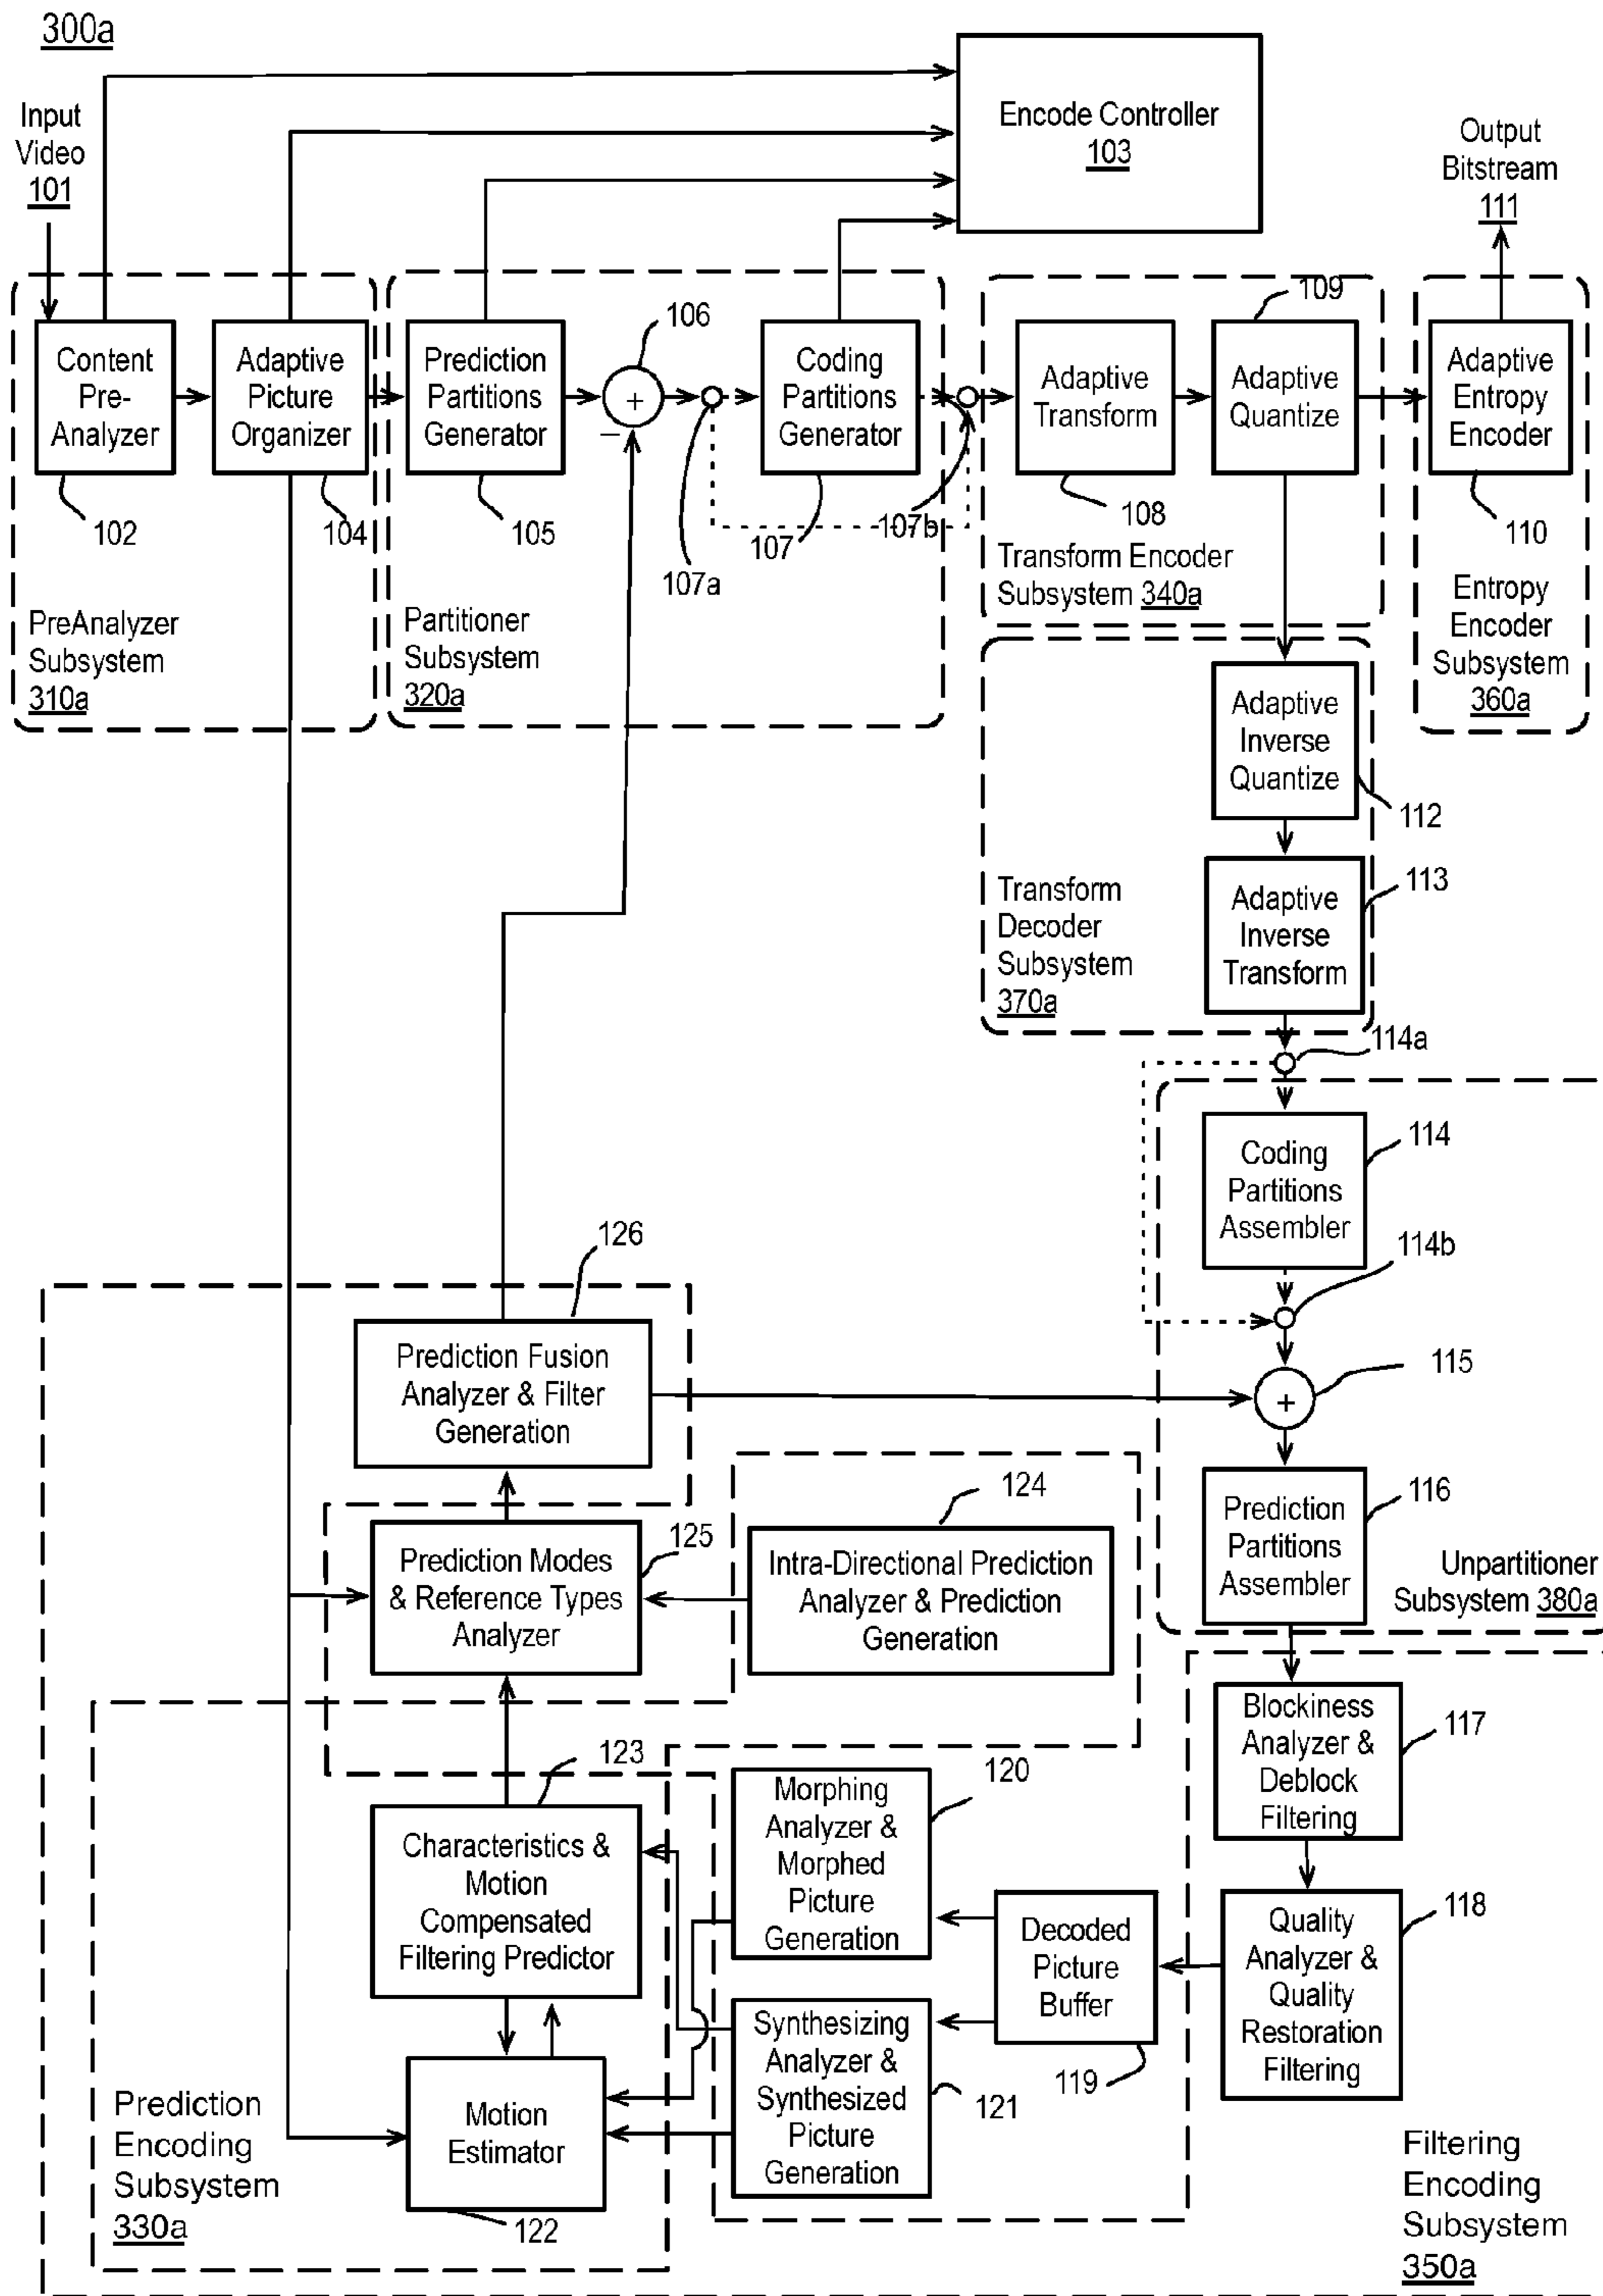 300a
Input
Video
101
Encode Controller
103
Output
Bitstream
111
Content
Pre-
Analyzer
102
Adaptive
Picture
Organizer
104
Prediction
Partitions
Generator
105
106
+
–
107a
Coding
Partitions
Generator
107
107b
Adaptive
Transform
108
109
Adaptive
Quantize
Adaptive
Entropy
Encoder
110
PreAnalyzer
Subsystem
310a
Partitioner
Subsystem
320a
Transform Encoder
Subsystem 340a
Entropy
Encoder
Subsystem
360a
Adaptive
Inverse
Quantize
112
Adaptive
Inverse
Transform
113
Transform
Decoder
Subsystem
370a
114a
Coding
Partitions
Assembler
114
114b
115
+
126
Prediction Fusion
Analyzer & Filter
Generation
Prediction
Partitions
Assembler
116
Unpartitioner
Subsystem 380a
124
Intra-Directional Prediction
Analyzer & Prediction
Generation
125
Prediction Modes
& Reference Types
Analyzer
Blockiness
Analyzer &
Deblock
Filtering
117
123
Characteristics &
Motion
Compensated
Filtering Predictor
Morphing
Analyzer &
Morphed
Picture
Generation
120
Decoded
Picture
Buffer
119
Quality
Analyzer &
Quality
Restoration
Filtering
118
Synthesizing
Analyzer &
Synthesized
Picture
Generation
121
Motion
Estimator
122
Prediction
Encoding
Subsystem
330a
Filtering
Encoding
Subsystem
350a